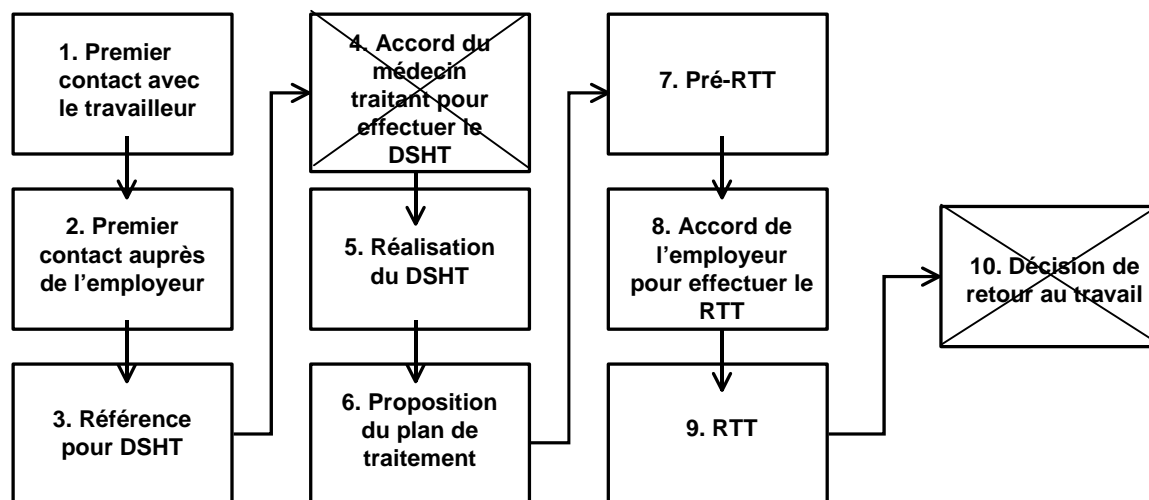 1. Premier
contact avec
le travailleur
2. Premier
contact auprès
de l’employeur
3. Référence
pour DSHT
4. Accord du
médecin
traitant pour
effectuer le
DSHT
5. Réalisation
du DSHT
6. Proposition
du plan de
traitement
7. Pré-RTT
8. Accord de
l’employeur
pour effectuer le
RTT
9. RTT
10. Décision de
retour au travail